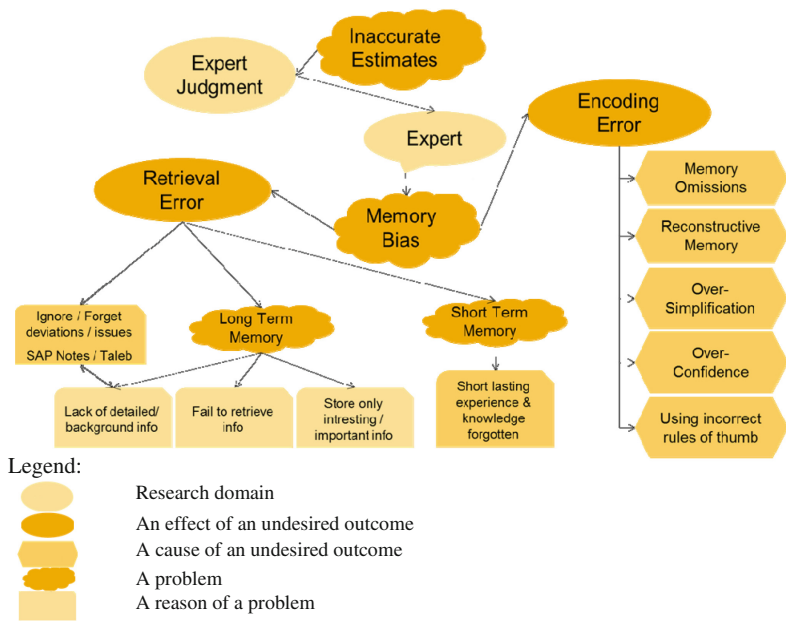 Inaccurate
Estimates
Expert
Judgment
Encoding
Error
Expert
Retrieval
Error
Memory
Bias
Memory
Omissions
Reconstructive
Memory
Over-
Simplification
Over-
Confidence
Using incorrect
rules of thumb
Ignore / Forget
deviations / issues
SAP Notes / Taleb
Long Term
Memory
Short Term
Memory
Lack of detailed/
background info
Fail to retrieve
info
Store only
intresting /
important info
Short lasting
experience &
knowledge
forgotten
Legend:
Research domain
An effect of an undesired outcome
A cause of an undesired outcome
A problem
A reason of a problem